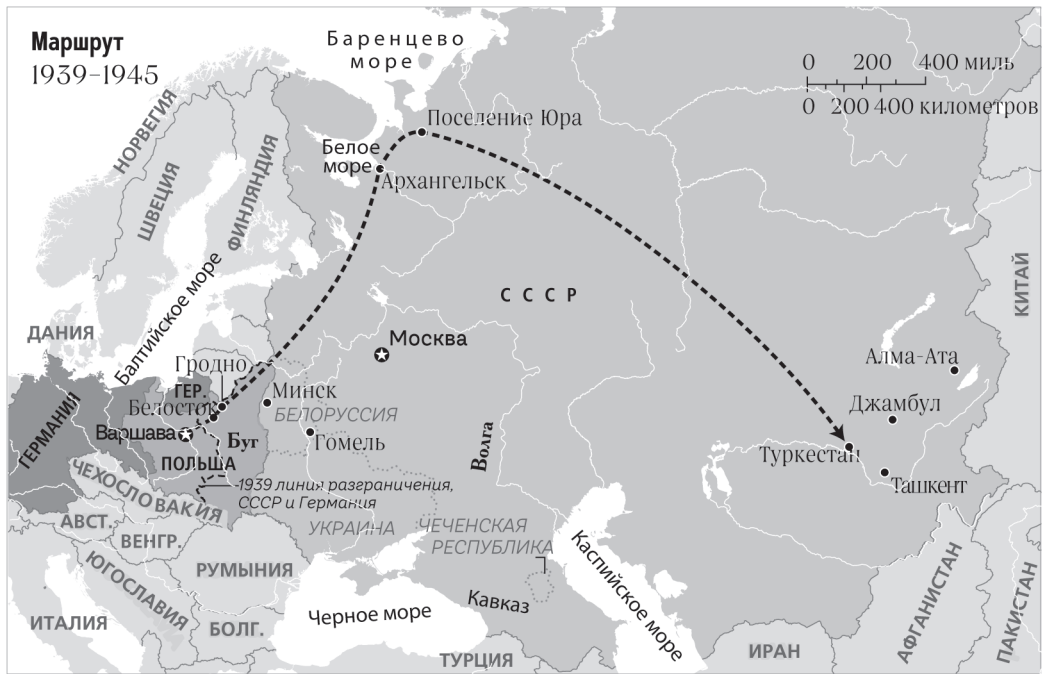 Маршрут
1939–1945
Баренцево
море
0 200 400 миль
0 200 400 километров
НОРВЕГИЯ
ШВЕЦИЯ
ФИНЛЯНДИЯ
Поселение Юра
Белое
море
Архангельск
СССР
КИТАЙ
ДАНИЯ
Балтийское море
Москва
Гродно
ГЕР.
Минск
Белосток
БЕЛОРУССИЯ
ГЕРМАНИЯ
Варшава
Буг
Гомель
Волга
ПОЛЬША
Алма-Ата
Джамбул
Туркестан
Ташкент
ЧЕХОСЛОВАКИЯ
1939 линия разграничения,
СССР и Германия
АВСТ.
ВЕНГР.
УКРАИНА
ЧЕЧЕНСКАЯ
РЕСПУБЛИКА
РУМЫНИЯ
ЮГОСЛАВИЯ
Каспийское море
ИТАЛИЯ
БОЛГ.
Черное море
Кавказ
ТУРЦИЯ
ИРАН
АФГАНИСТАН
ПАКИСТАН